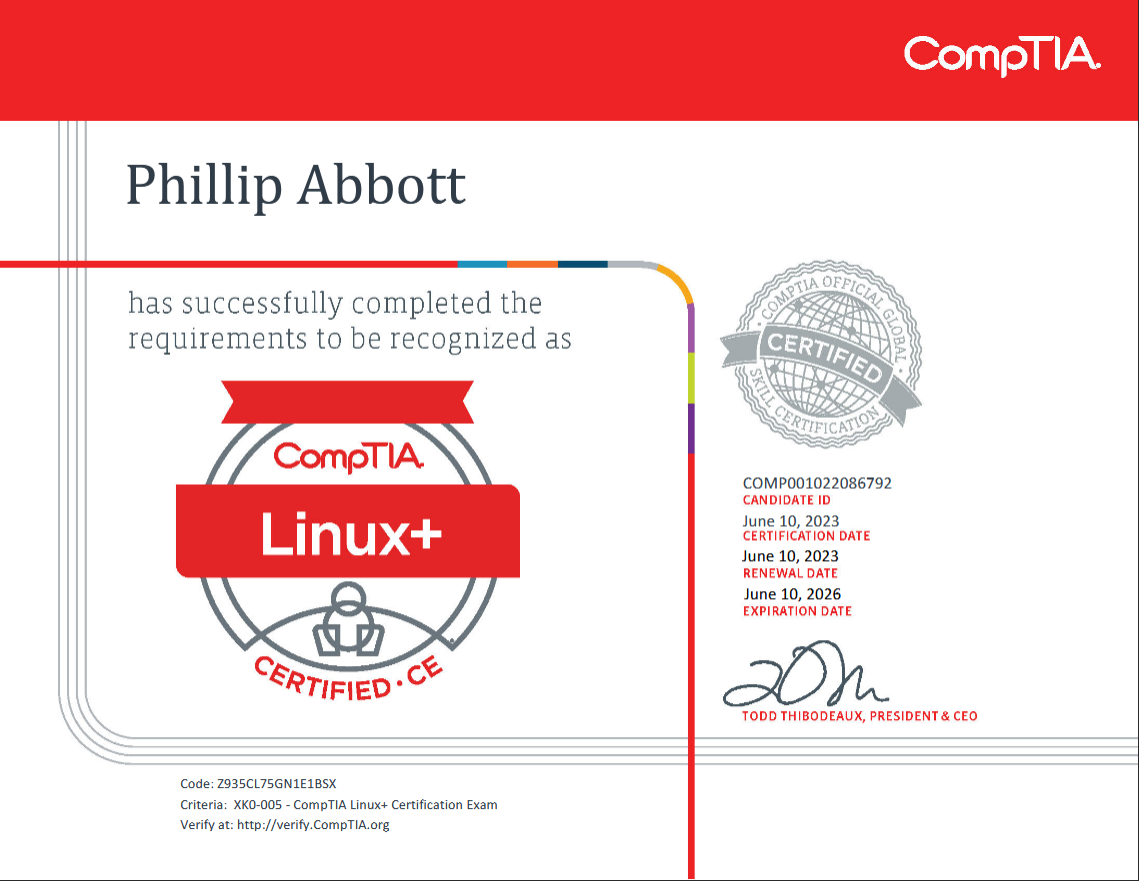 CompTIA.
Phillip Abbott
has successfully completed the
requirements to be recognized as
CompTIA.
Linux+
CERTIFIED · CE
· COMPTIA OFFICIAL GLOBAL ·
CERTIFIED
SKILL CERTIFICATION
COMP001022086792
CANDIDATE ID
June 10, 2023
CERTIFICATION DATE
June 10, 2023
RENEWAL DATE
June 10, 2026
EXPIRATION DATE
TODD THIBODEAUX, PRESIDENT & CEO
Code: Z935CL75GN1E1BSX
Criteria: XK0-005 - CompTIA Linux+ Certification Exam
Verify at: http://verify.CompTIA.org